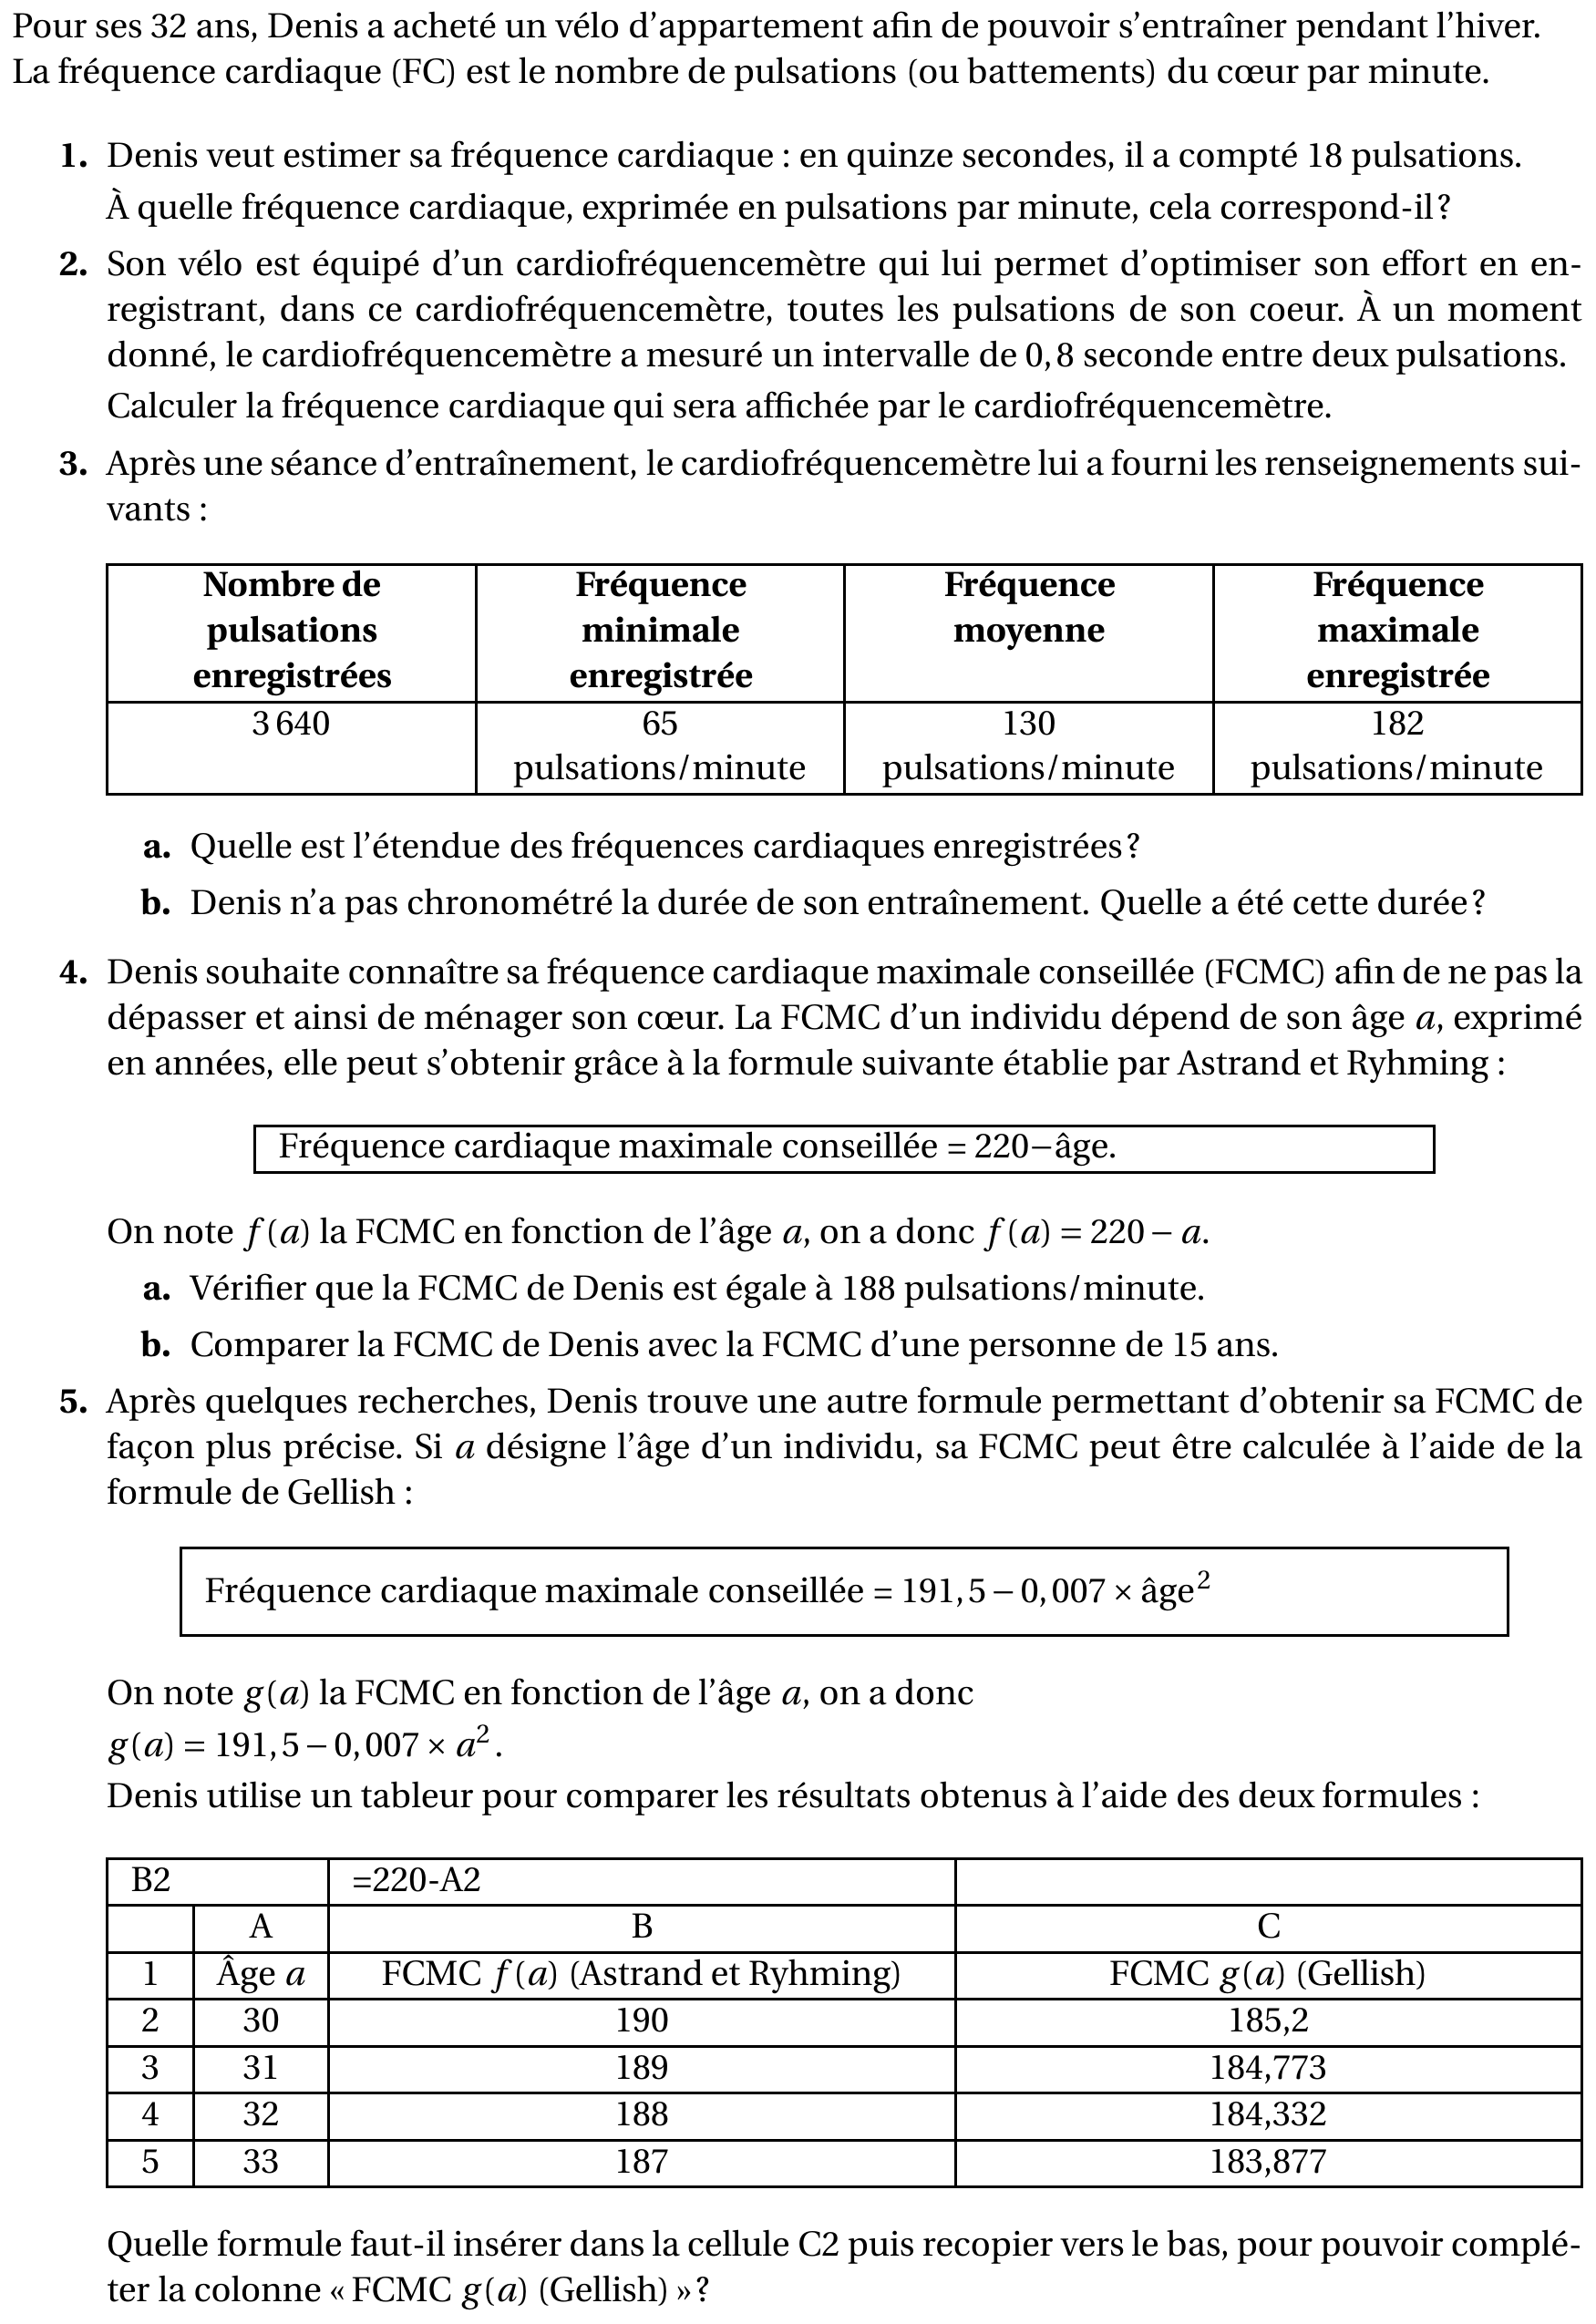 Pour ses 32 ans, Denis a acheté un vélo d’appartement afin de pouvoir s’entraîner pendant l’hiver.
La fréquence cardiaque (FC) est le nombre de pulsations (ou battements) du cœur par minute.
1. Denis veut estimer sa fréquence cardiaque : en quinze secondes, il a compté 18 pulsations.
À quelle fréquence cardiaque, exprimée en pulsations par minute, cela correspond-il ?
2. Son vélo est équipé d’un cardiofréquencemètre qui lui permet d’optimiser son effort en en-
registrant, dans ce cardiofréquencemètre, toutes les pulsations de son coeur. À un moment
donné, le cardiofréquencemètre a mesuré un intervalle de 0,8 seconde entre deux pulsations.
Calculer la fréquence cardiaque qui sera affichée par le cardiofréquencemètre.
3. Après une séance d’entraînement, le cardiofréquencemètre lui a fourni les renseignements sui-
vants :
Nombre de Fréquence Fréquence Fréquence
pulsations minimale moyenne maximale
enregistrées enregistrée enregistrée
3 640 65 130 182
pulsations/minute pulsations/minute pulsations/minute
a. Quelle est l’étendue des fréquences cardiaques enregistrées ?
b. Denis n’a pas chronométré la durée de son entraînement. Quelle a été cette durée ?
4. Denis souhaite connaître sa fréquence cardiaque maximale conseillée (FCMC) afin de ne pas la
dépasser et ainsi de ménager son cœur. La FCMC d’un individu dépend de son âge a, exprimé
en années, elle peut s’obtenir grâce à la formule suivante établie par Astrand et Ryhming :
Fréquence cardiaque maximale conseillée = 220−âge.
On note f(a) la FCMC en fonction de l’âge a, on a donc f(a) = 220 − a.
a. Vérifier que la FCMC de Denis est égale à 188 pulsations/minute.
b. Comparer la FCMC de Denis avec la FCMC d’une personne de 15 ans.
5. Après quelques recherches, Denis trouve une autre formule permettant d’obtenir sa FCMC de
façon plus précise. Si a désigne l’âge d’un individu, sa FCMC peut être calculée à l’aide de la
formule de Gellish :
Fréquence cardiaque maximale conseillée = 191,5 − 0,007 × âge²
On note g(a) la FCMC en fonction de l’âge a, on a donc
g(a) = 191,5 − 0,007 × a².
Denis utilise un tableur pour comparer les résultats obtenus à l’aide des deux formules :
B2 =220-A2
A B C
1 Âge a FCMC f(a) (Astrand et Ryhming) FCMC g(a) (Gellish)
2 30 190 185,2
3 31 189 184,773
4 32 188 184,332
5 33 187 183,877
Quelle formule faut-il insérer dans la cellule C2 puis recopier vers le bas, pour pouvoir complé-
ter la colonne « FCMC g(a) (Gellish) » ?